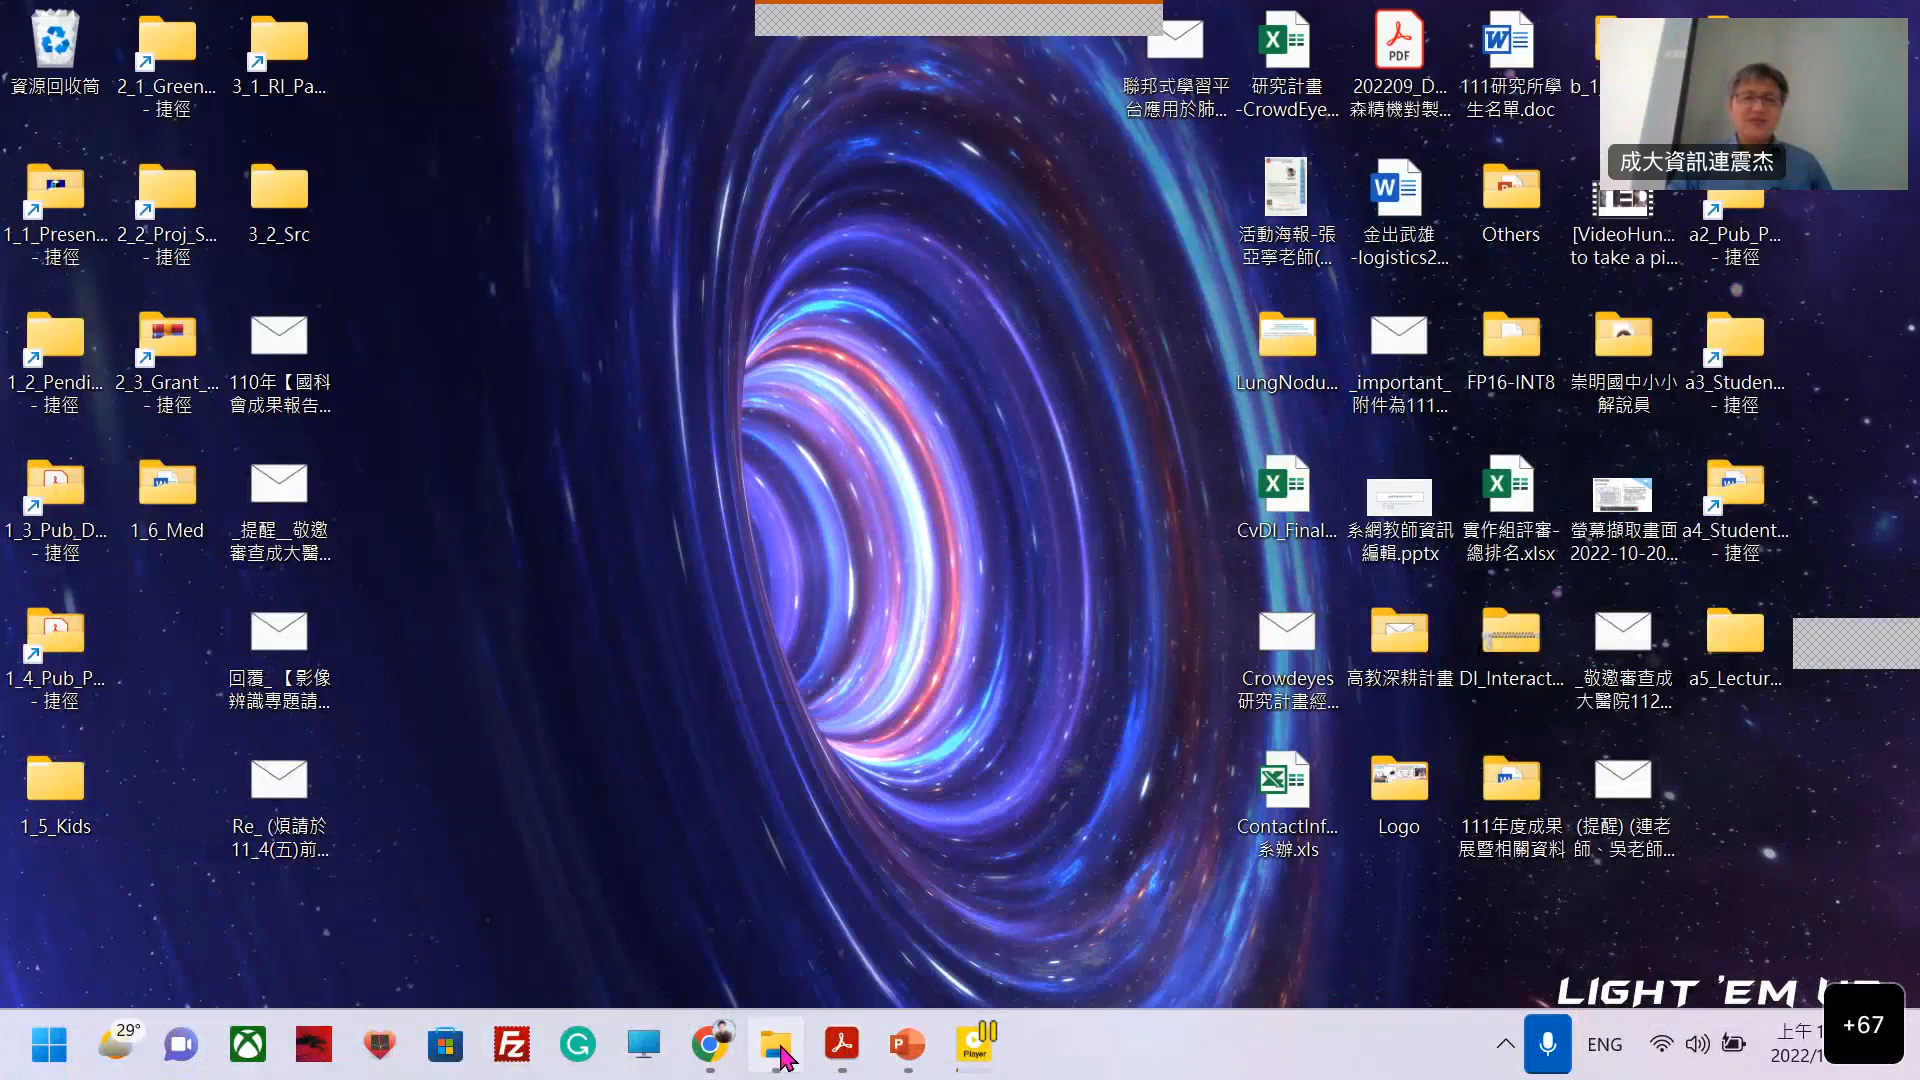 資源回收筒
2_1_Green...
- 捷徑
3_1_RI_Pa...
聯邦式學習平
台應用於肺...
研究計畫
-CrowdEye...
PDF
202209_D...
森精機對製...
111研究所學
生名單.doc
b_1
成大資訊連震杰
1_1_Presen...
- 捷徑
2_2_Proj_S...
- 捷徑
3_2_Src
活動海報-張
亞寧老師(...
金出武雄
-logistics2...
Others
[VideoHun...
to take a pi...
a2_Pub_P...
- 捷徑
1_2_Pendi...
- 捷徑
2_3_Grant_...
- 捷徑
110年【國科
會成果報告...
LungNodu...
_important_
附件為111...
FP16-INT8
崇明國中小小
解說員
a3_Studen...
- 捷徑
1_3_Pub_D...
- 捷徑
1_6_Med
_提醒__敬邀
審查成大醫...
CvDI_Final...
系網教師資訊
編輯.pptx
實作組評審-
總排名.xlsx
螢幕擷取畫面
2022-10-20...
a4_Student...
- 捷徑
1_4_Pub_P...
- 捷徑
回覆_【影像
辨識專題請...
Crowdeyes
研究計畫經...
高教深耕計畫
DI_Interact...
_敬邀審查成
大醫院112...
a5_Lectur...
1_5_Kids
Re_ (煩請於
11_4(五)前...
ContactInf...
系辦.xls
Logo
111年度成果
展暨相關資料
(提醒) (連老
師、吳老師...
LIGHT 'EM
29°
Player
ENG
上午 1
2022/1
+67